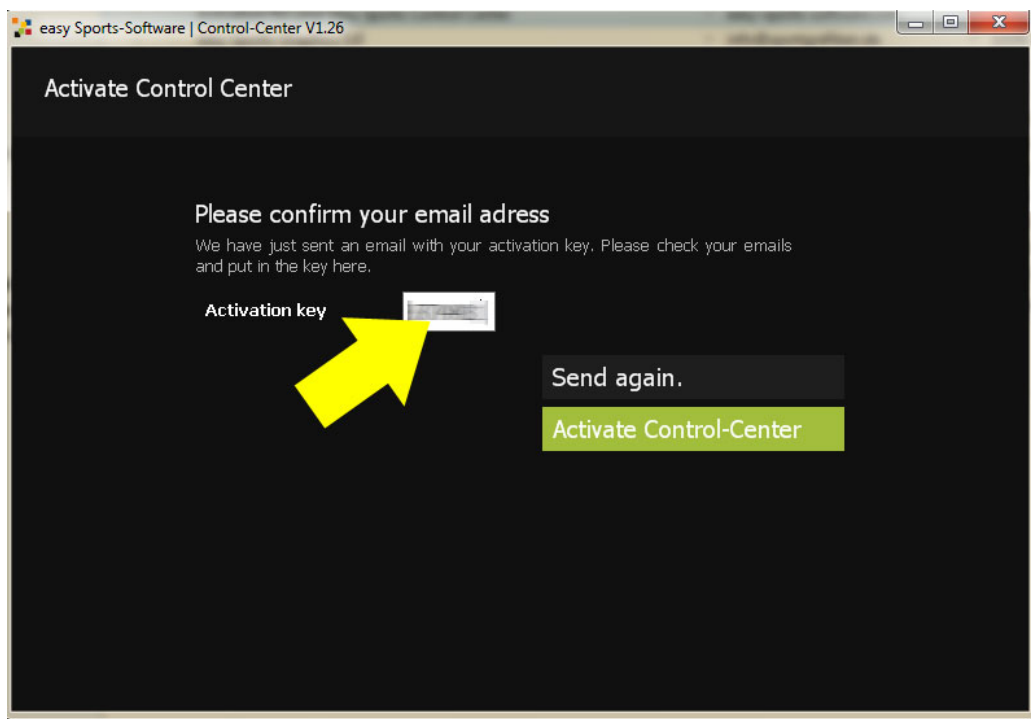 easy Sports-Software | Control-Center V1.26
Activate Control Center
Please confirm your email adress
We have just sent an email with your activation key. Please check your emails
and put in the key here.
Activation key
Send again.
Activate Control-Center